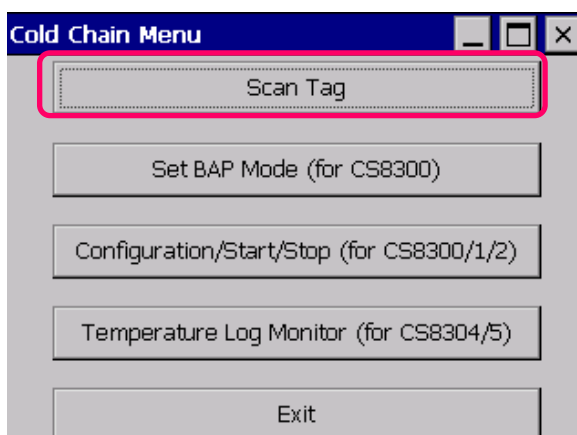 Cold Chain Menu
Scan Tag
Set BAP Mode (for CS8300)
Configuration/Start/Stop (for CS8300/1/2)
Temperature Log Monitor (for CS8304/5)
Exit